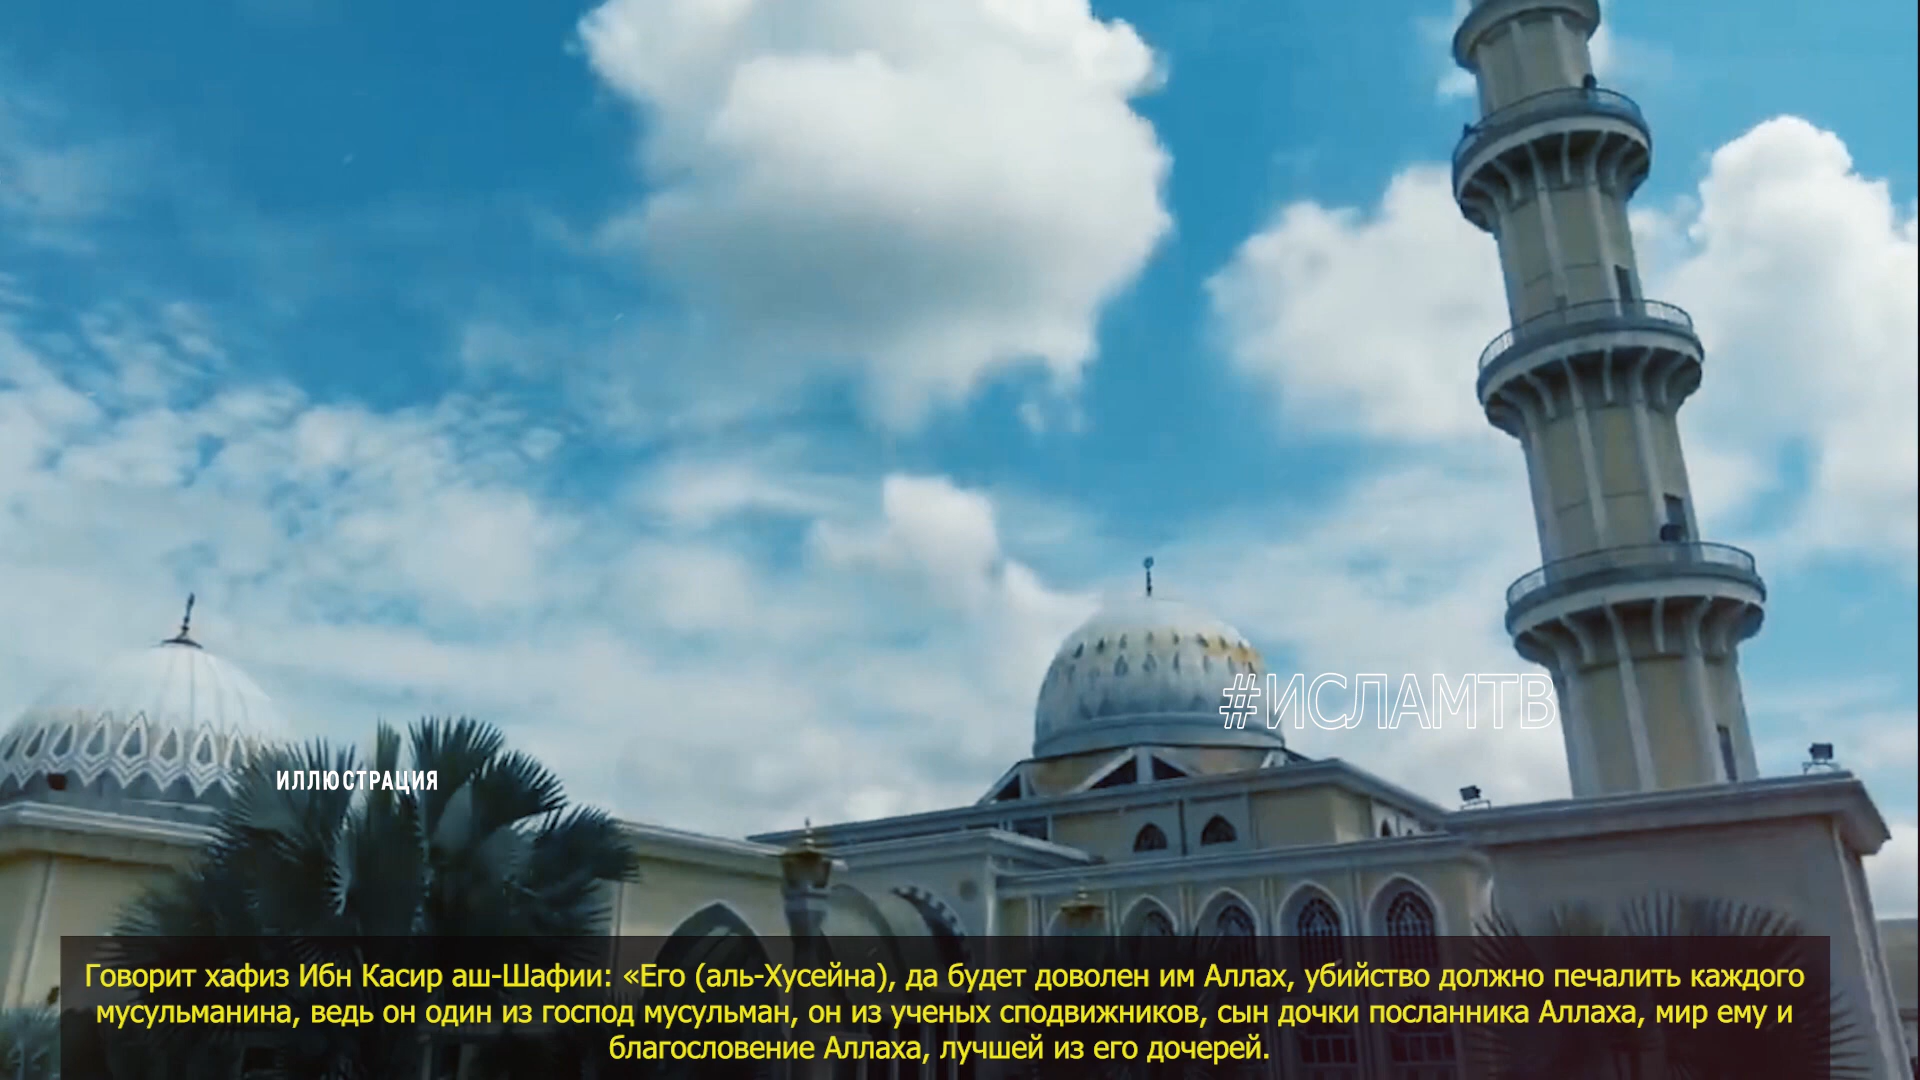 #ИСЛАМТВ
ИЛЛЮСТРАЦИЯ
Говорит хафиз Ибн Касир аш-Шафии: «Его (аль-Хусейна), да будет доволен им Аллах, убийство должно печалить каждого
мусульманина, ведь он один из господ мусульман, он из ученых сподвижников, сын дочки посланника Аллаха, мир ему и
благословение Аллаха, лучшей из его дочерей.